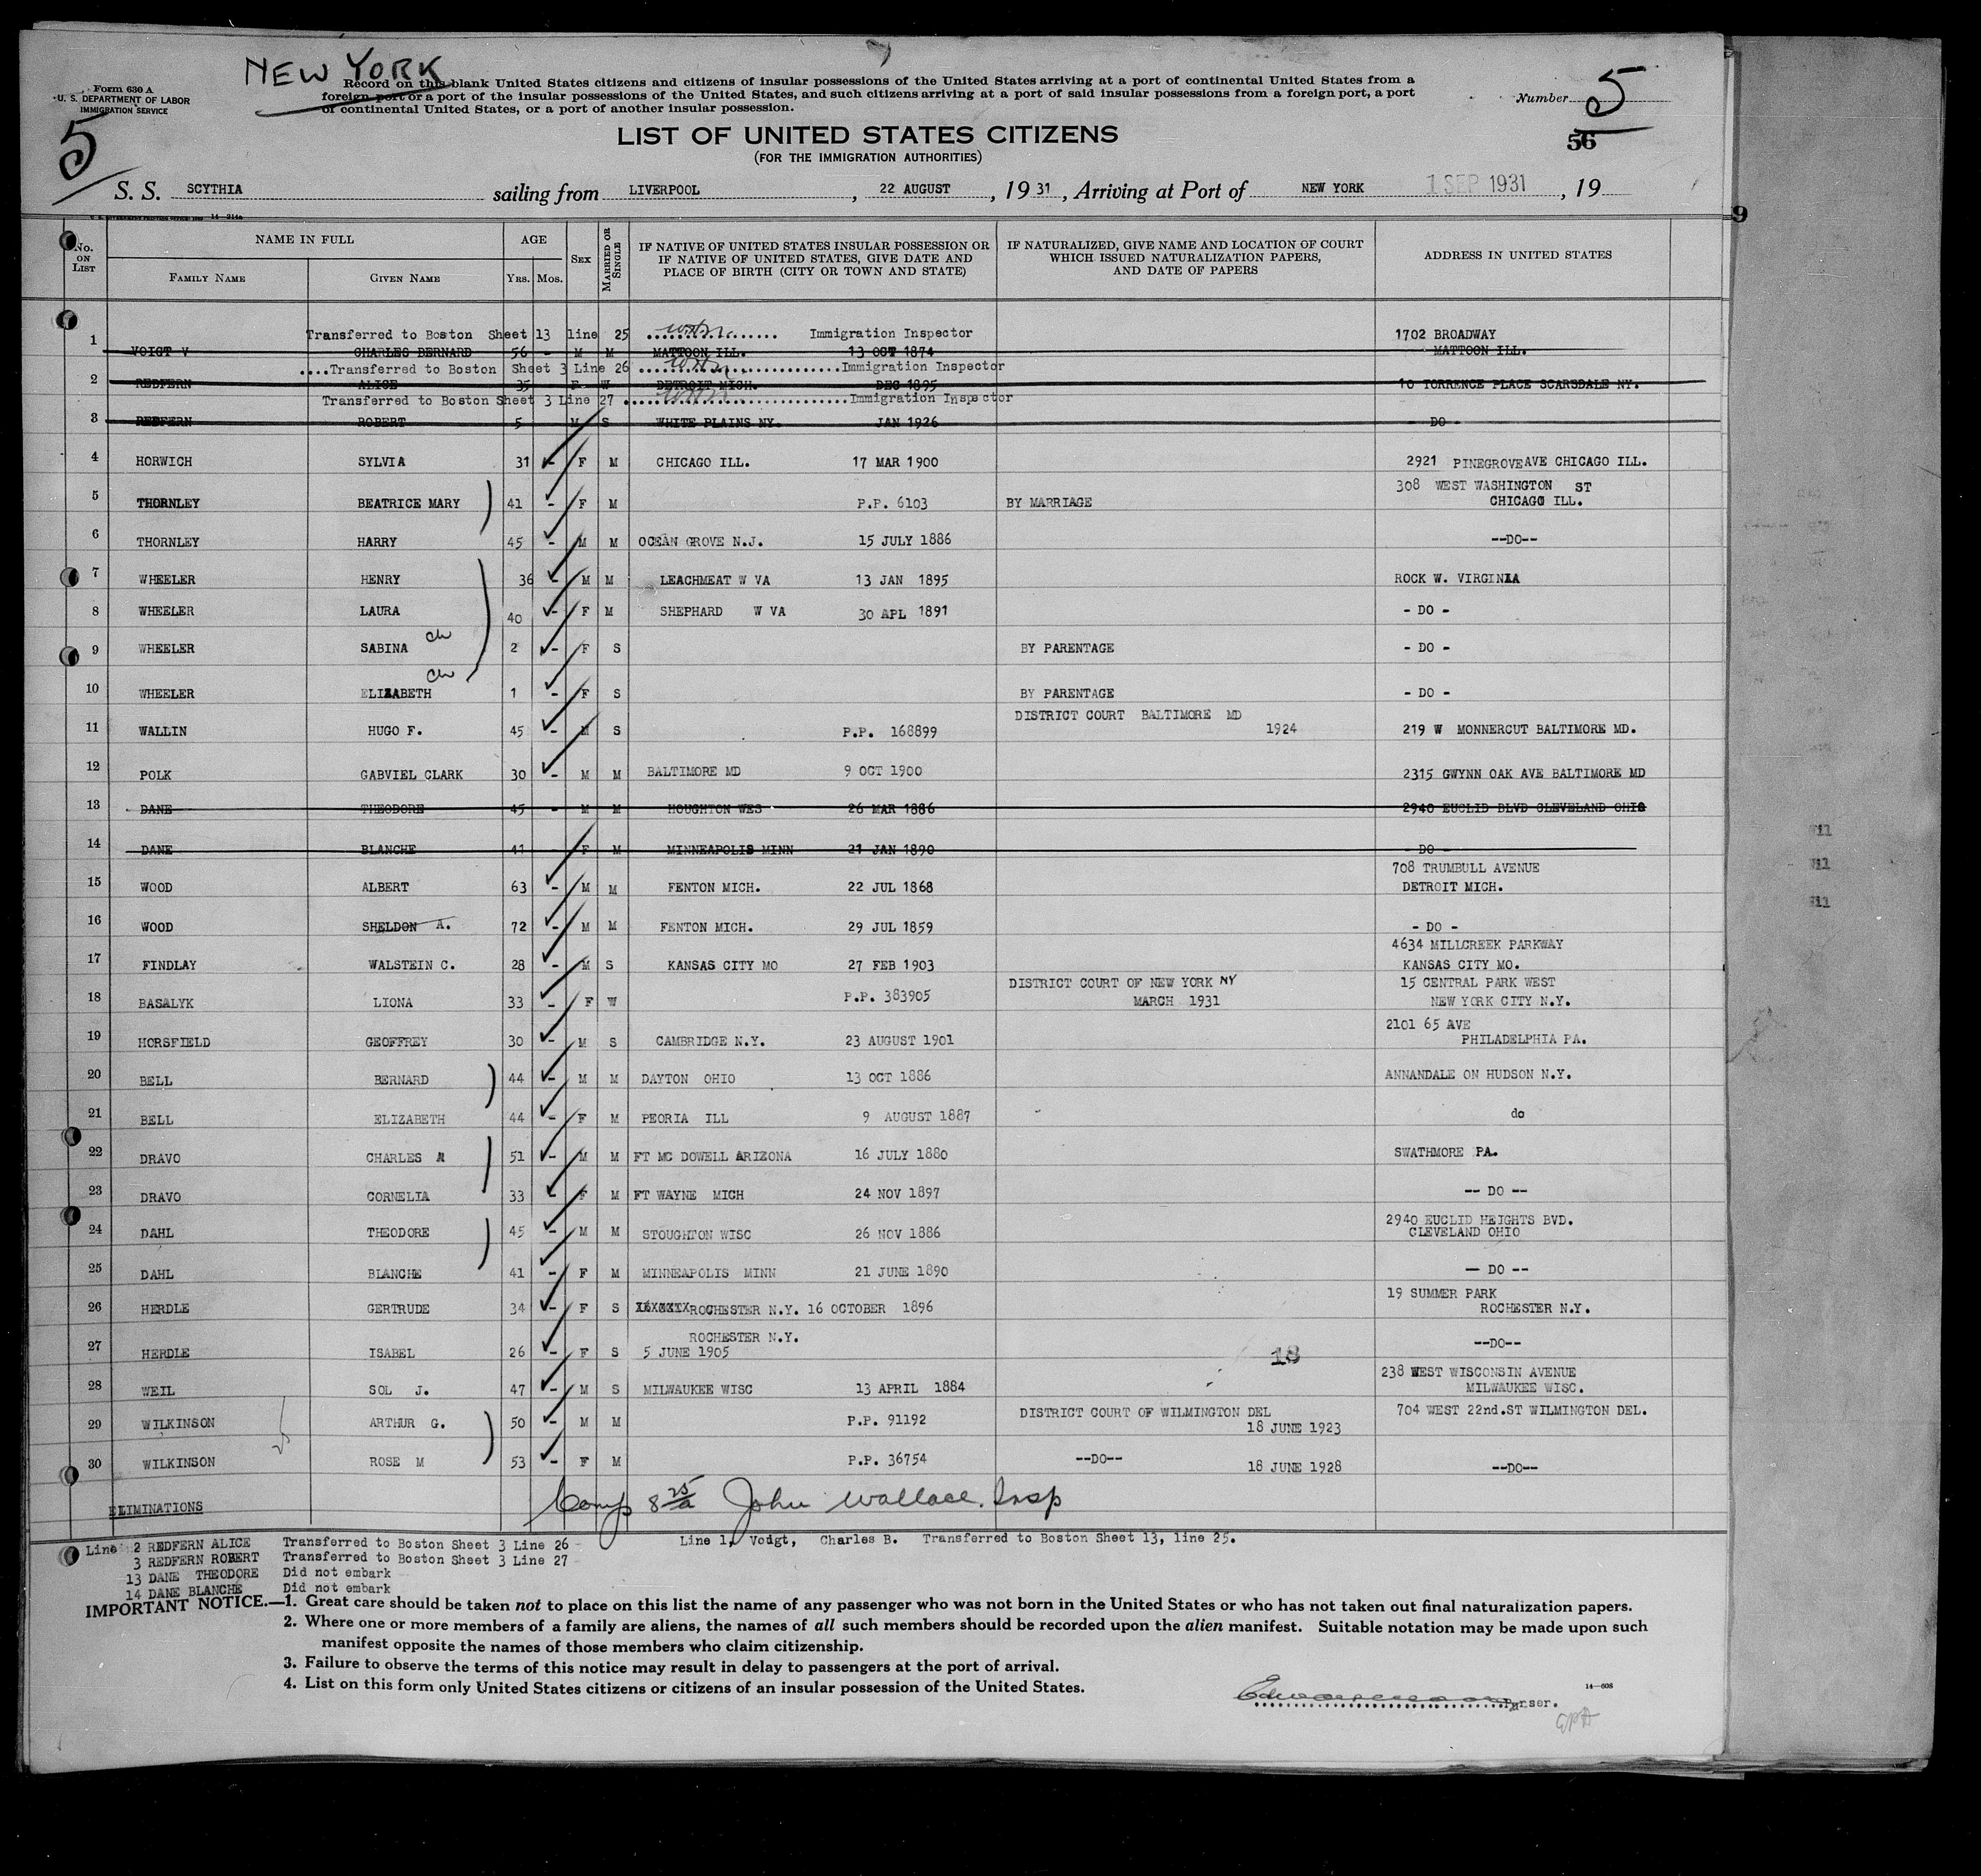 NEW YORK
Form 630 A
U. S. DEPARTMENT OF LABOR
IMMIGRATION SERVICE
5
Record on this blank United States citizens and citizens of insular possessions of the United States arriving at a port of continental United States from a
foreign port or a port of the insular possessions of the United States, and such citizens arriving at a port of said insular possessions from a foreign port, a port
of continental United States, or a port of another insular possession.
Number 5
56
LIST OF UNITED STATES CITIZENS
(FOR THE IMMIGRATION AUTHORITIES)
S. S. SCYTHIA sailing from LIVERPOOL , 22 AUGUST , 1931 , Arriving at Port of NEW YORK 1 SEP 1931 , 19
9
No. ON LIST NAME IN FULL AGE SEX MARRIED OR SINGLE IF NATIVE OF UNITED STATES INSULAR POSSESSION OR IF NATIVE OF UNITED STATES, GIVE DATE AND PLACE OF BIRTH (CITY OR TOWN AND STATE) IF NATURALIZED, GIVE NAME AND LOCATION OF COURT WHICH ISSUED NATURALIZATION PAPERS, AND DATE OF PAPERS ADDRESS IN UNITED STATES
FAMILY NAME GIVEN NAME YRS. MOS.
Transferred to Boston Sheet 13 line 25 Immigration Inspector 1702 BROADWAY
1 VOIGT V CHARLES BERNARD 56 - M M MATTOON ILL. 13 OCT 1874 MATTOON ILL.
....Transferred to Boston Sheet 3 Line 26 Immigration Inspector
2 REDFERN ALICE 35 F W DETROIT MICH. DEC 1895 10 TORRENCE PLACE SCARSDALE NY.
Transferred to Boston Sheet 3 Line 27 Immigration Inspector
3 REDFERN ROBERT 5 M S WHITE PLAINS NY. JAN 1926 - DO -
4 HORWICH SYLVIA 31 - F M CHICAGO ILL. 17 MAR 1900 2921 PINEGROVEAVE CHICAGO ILL.
308 WEST WASHINGTON ST
5 THORNLEY BEATRICE MARY 41 - F M P.P. 6103 BY MARRIAGE CHICAGO ILL.
6 THORNLEY HARRY 45 - M M OCEAN GROVE N.J. 15 JULY 1886 --DO--
7 WHEELER HENRY 36 - M M LEACHMEAT W VA 13 JAN 1895 ROCK W. VIRGINIA
8 WHEELER LAURA 40 - F M SHEPHARD W VA 30 APL 1891 - DO -
9 WHEELER SABINA ch 2 - F S BY PARENTAGE - DO -
10 WHEELER ELIZABETH ch 1 - F S BY PARENTAGE - DO -
DISTRICT COURT BALTIMORE MD
11 WALLIN HUGO F. 45 - M S P.P. 168899 1924 219 W MONNERCUT BALTIMORE MD.
12 POLK GABVIEL CLARK 30 M M BALTIMORE MD 9 OCT 1900 2315 GWYNN OAK AVE BALTIMORE MD
13 DANE THEODORE 45 - M M HOUGHTON WES 26 MAR 1886 2940 EUCLID BLVD CLEVELAND OHIO
14 DANE BLANCHE 41 - F M MINNEAPOLIS MINN 21 JAN 1890 - DO -
708 TRUMBULL AVENUE
15 WOOD ALBERT 63 - M M FENTON MICH. 22 JUL 1868 DETROIT MICH.
16 WOOD SHELDON A. 72 - M M FENTON MICH. 29 JUL 1859 - DO -
4634 MILLCREEK PARKWAY
17 FINDLAY WALSTEIN C. 28 - M S KANSAS CITY MO 27 FEB 1903 KANSAS CITY MO.
DISTRICT COURT OF NEW YORK NY 15 CENTRAL PARK WEST
18 BASALYK LIONA 33 - F W P.P. 383905 MARCH 1931 NEW YORK CITY N.Y.
2101 65 AVE
19 HORSFIELD GEOFFREY 30 - M S CAMBRIDGE N.Y. 23 AUGUST 1901 PHILADELPHIA PA.
20 BELL BERNARD 44 - M M DAYTON OHIO 13 OCT 1886 ANNANDALE ON HUDSON N.Y.
21 BELL ELIZABETH 44 - F M PEORIA ILL 9 AUGUST 1887 do
22 DRAVO CHARLES A 51 - M M FT MC DOWELL ARIZONA 16 JULY 1880 SWATHMORE PA.
23 DRAVO CORNELIA 33 - F M FT WAYNE MICH 24 NOV 1897 -- DO --
2940 EUCLID HEIGHTS BVD.
24 DAHL THEODORE 45 - M M STOUGHTON WISC 26 NOV 1886 CLEVELAND OHIO
25 DAHL BLANCHE 41 - F M MINNEAPOLIS MINN 21 JUNE 1890 -- DO --
19 SUMMER PARK
26 HERDLE GERTRUDE 34 - F S ROCHESTER N.Y. 16 OCTOBER 1896 ROCHESTER N.Y.
ROCHESTER N.Y.
27 HERDLE ISABEL 26 - F S 5 JUNE 1905 18 --DO--
238 WEST WISCONSIN AVENUE
28 WEIL SOL J. 47 - M S MILWAUKEE WISC 13 APRIL 1884 MILWAUKEE WISC.
29 WILKINSON ARTHUR G. 50 - M M P.P. 91192 DISTRICT COURT OF WILMINGTON DEL 704 WEST 22nd.ST WILMINGTON DEL.
18 JUNE 1923
30 WILKINSON ROSE M 53 - F M P.P. 36754 --DO-- 18 JUNE 1928 --DO--
25
Comp 8 25/a John Wallace. Insp
ELIMINATIONS
Line 2 REDFERN ALICE Transferred to Boston Sheet 3 Line 26 Line 1, Vodgt, Charles B. Transferred to Boston Sheet 13, line 25.
3 REDFERN ROBERT Transferred to Boston Sheet 3 Line 27
13 DANE THEODORE Did not embark
14 DANE BLANCHE Did not embark
IMPORTANT NOTICE.—1. Great care should be taken not to place on this list the name of any passenger who was not born in the United States or who has not taken out final naturalization papers.
2. Where one or more members of a family are aliens, the names of all such members should be recorded upon the alien manifest. Suitable notation may be made upon such
manifest opposite the names of those members who claim citizenship.
3. Failure to observe the terms of this notice may result in delay to passengers at the port of arrival.
4. List on this form only United States citizens or citizens of an insular possession of the United States.
14—608
Purser.